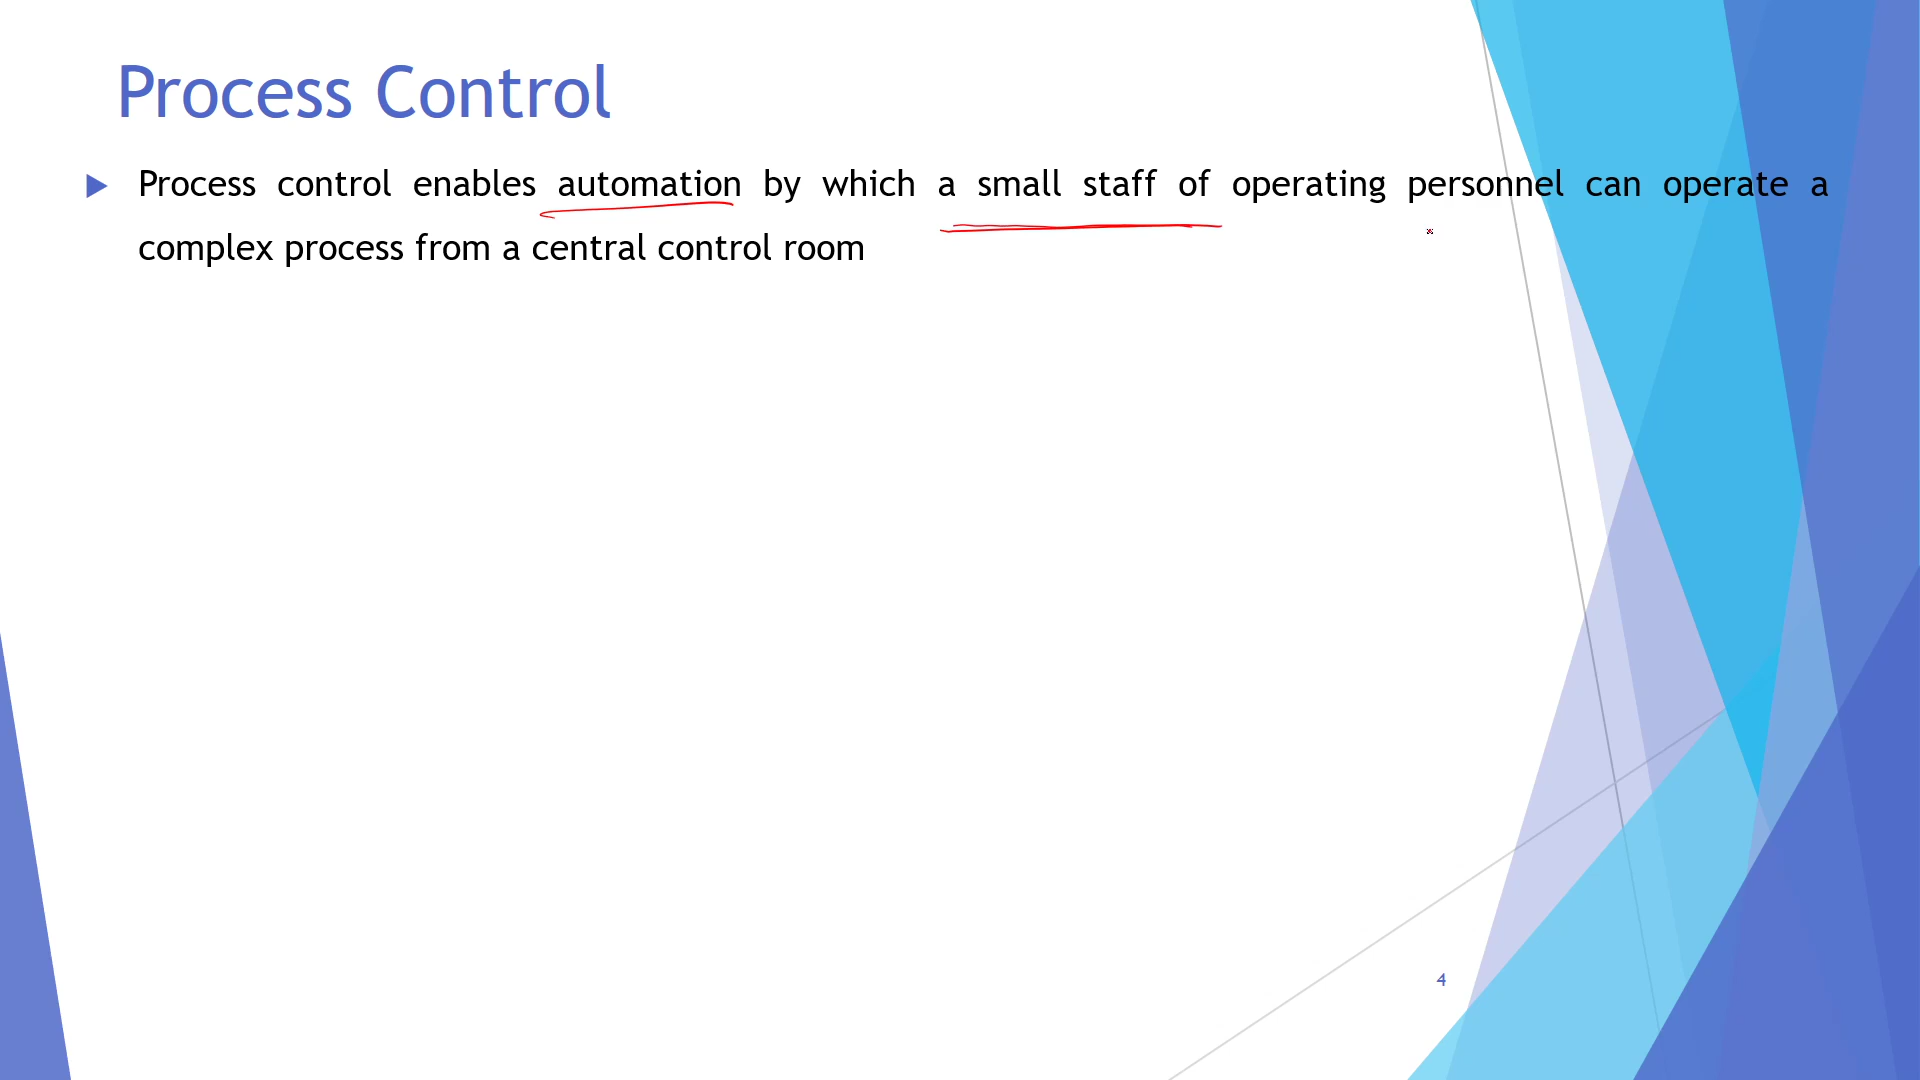 Process Control
Process control enables automation by which a small staff of operating personnel can operate a
complex process from a central control room
4